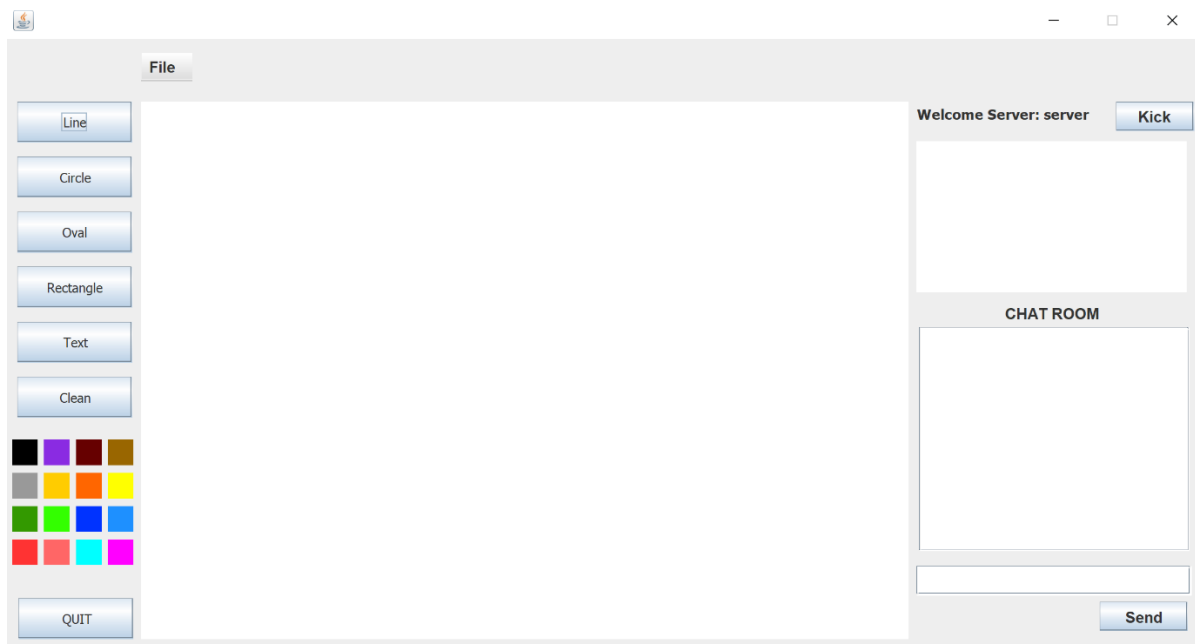 File
Line
Circle
Oval
Rectangle
Text
Clean
QUIT
Welcome Server: server
Kick
CHAT ROOM
Send